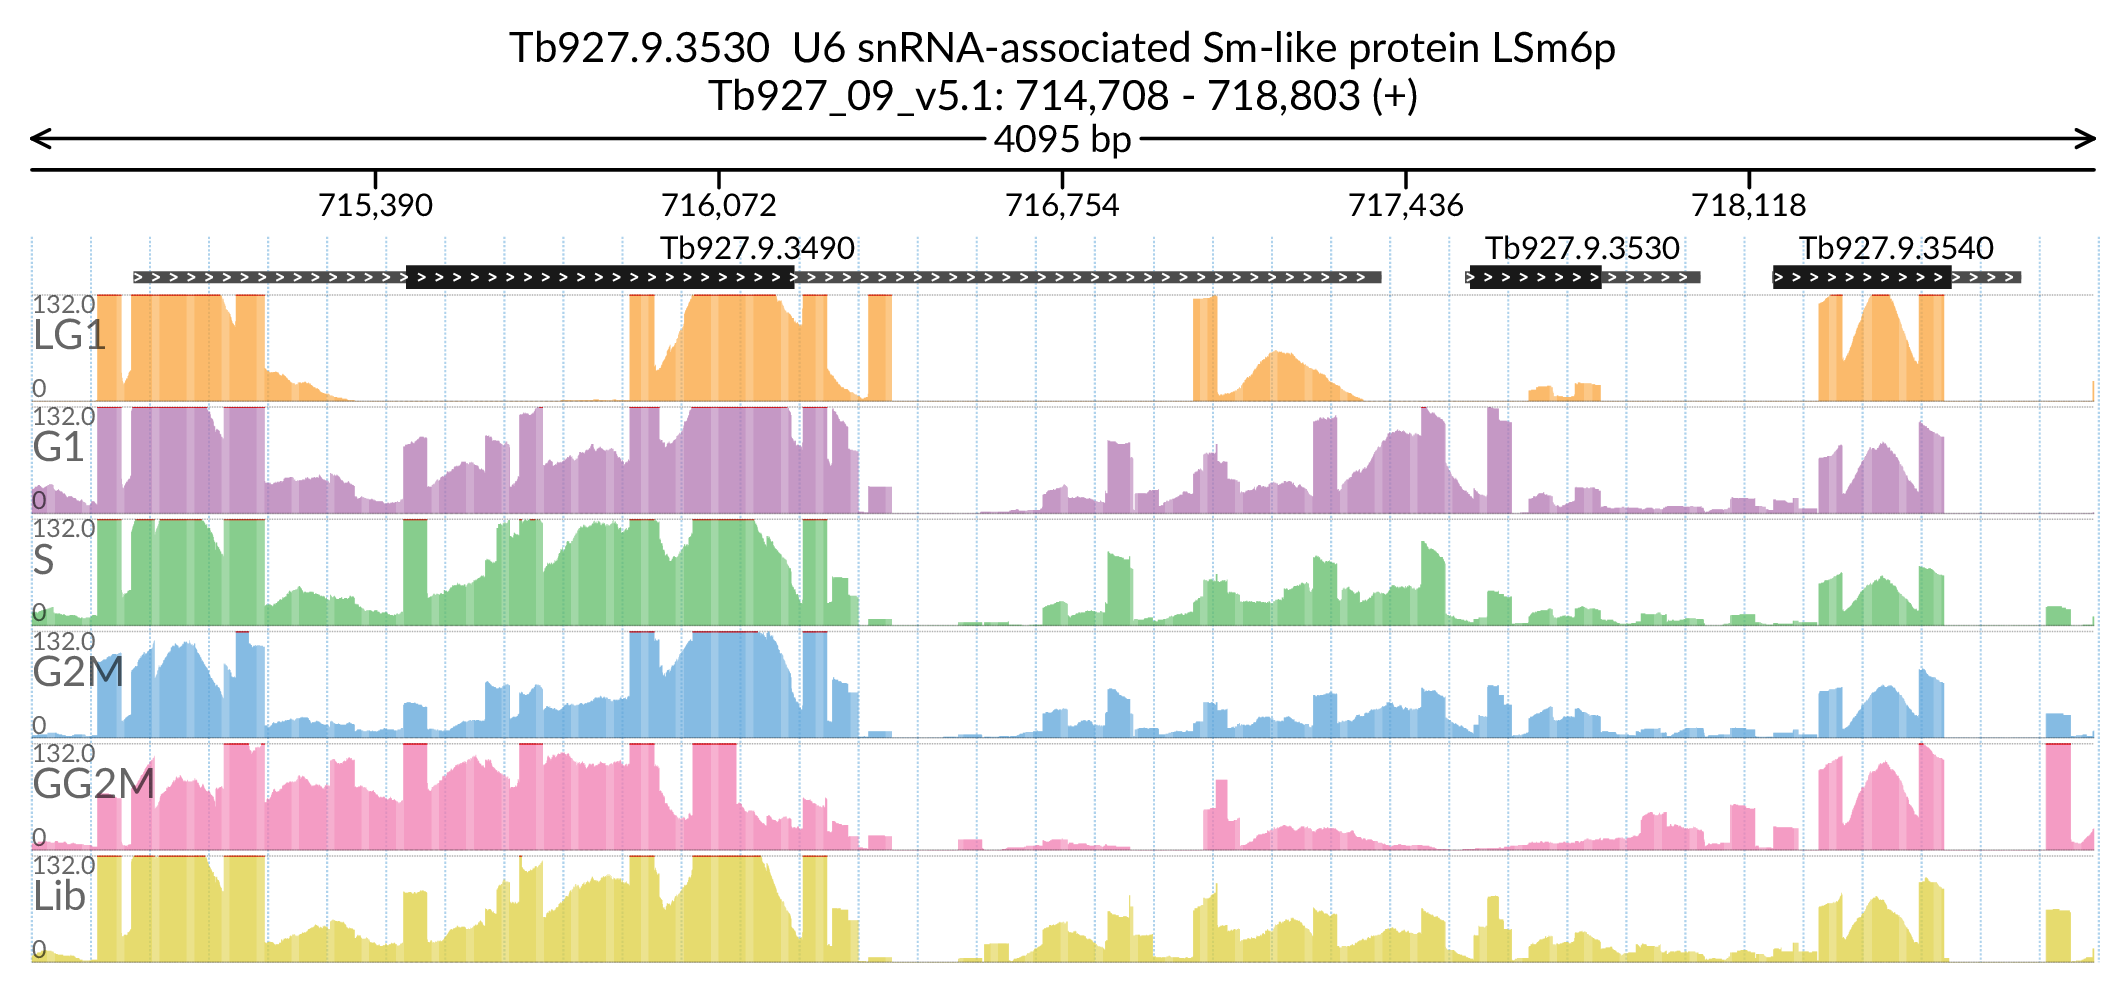 Tb927.9.3530 U6 snRNA-associated Sm-like protein LSm6p
Tb927_09_v5.1: 714,708 - 718,803 (+)
4095 bp
715,390 716,072 716,754 717,436 718,118
Tb927.9.3490 Tb927.9.3530 Tb927.9.3540
132.0
LG1
0
132.0
G1
0
132.0
S
0
132.0
G2M
0
132.0
GG2M
0
132.0
Lib
0